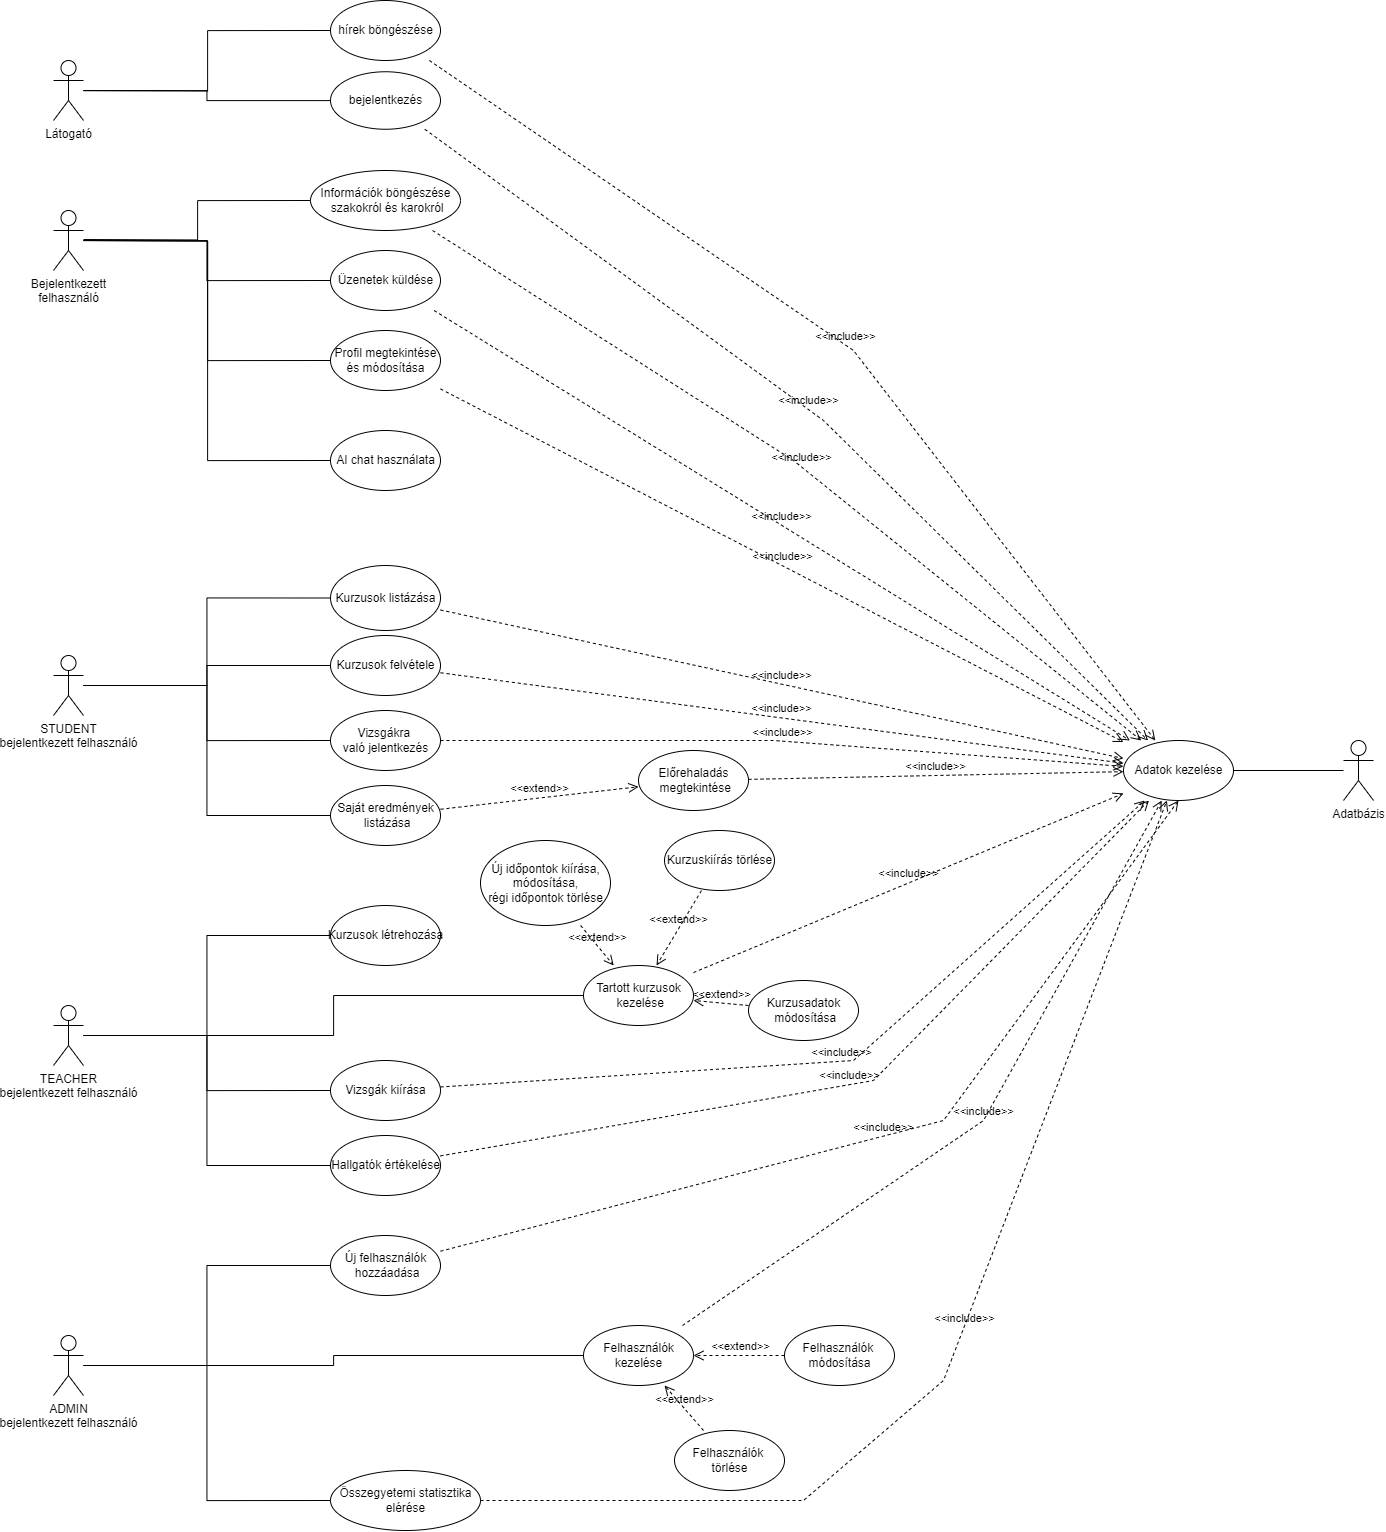 hírek böngészése
bejelentkezés
Látogató
Információk böngészése
szakokról és karokról
Üzenetek küldése
Profil megtekintése
és módosítása
AI chat használata
Bejelentkezett
felhasználó
<<include>>
<<include>>
<<include>>
<<include>>
<<include>>
Kurzusok listázása
Kurzusok felvétele
Vizsgákra
való jelentkezés
Saját eredmények
listázása
STUDENT
bejelentkezett felhasználó
<<include>>
<<include>>
<<include>>
<<extend>>
Előrehaladás
megtekintése
<<include>>
Adatok kezelése
Adatbázis
Új időpontok kiírása,
módosítása,
régi időpontok törlése
Kurzuskiírás törlése
<<extend>>
<<extend>>
<<include>>
Kurzusok létrehozása
Tartott kurzusok
kezelése
<<extend>>
Kurzusadatok
módosítása
TEACHER
bejelentkezett felhasználó
Vizsgák kiírása
<<include>>
<<include>>
Hallgatók értékelése
<<include>>
<<include>>
Új felhasználók
hozzáadása
<<include>>
Felhasználók
kezelése
<<extend>>
Felhasználók
módosítása
<<extend>>
Felhasználók
törlése
ADMIN
bejelentkezett felhasználó
Összegyetemi statisztika
elérése